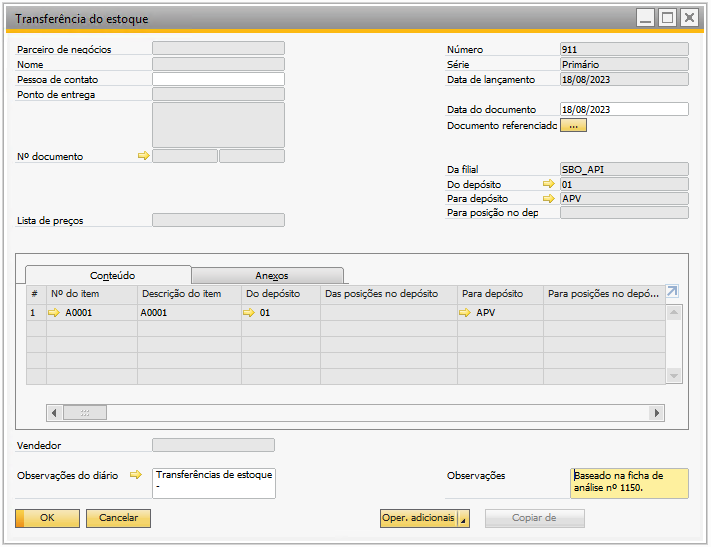 Transferência do estoque
Parceiro de negócios
Nome
Pessoa de contato
Ponto de entrega
Nº documento
Lista de preços
Número 911
Série Primário
Data de lançamento 18/08/2023
Data do documento 18/08/2023
Documento referenciado ...
Da filial SBO_API
Do depósito 01
Para depósito APV
Para posição no dep
Conteúdo Anexos
# Nº do item Descrição do item Do depósito Das posições no depósito Para depósito Para posições no depó...
1 A0001 A0001 01 APV
Vendedor
Observações do diário Transferências de estoque
-
Observações Baseado na ficha de
análise nº 1150.
OK Cancelar Oper. adicionais Copiar de